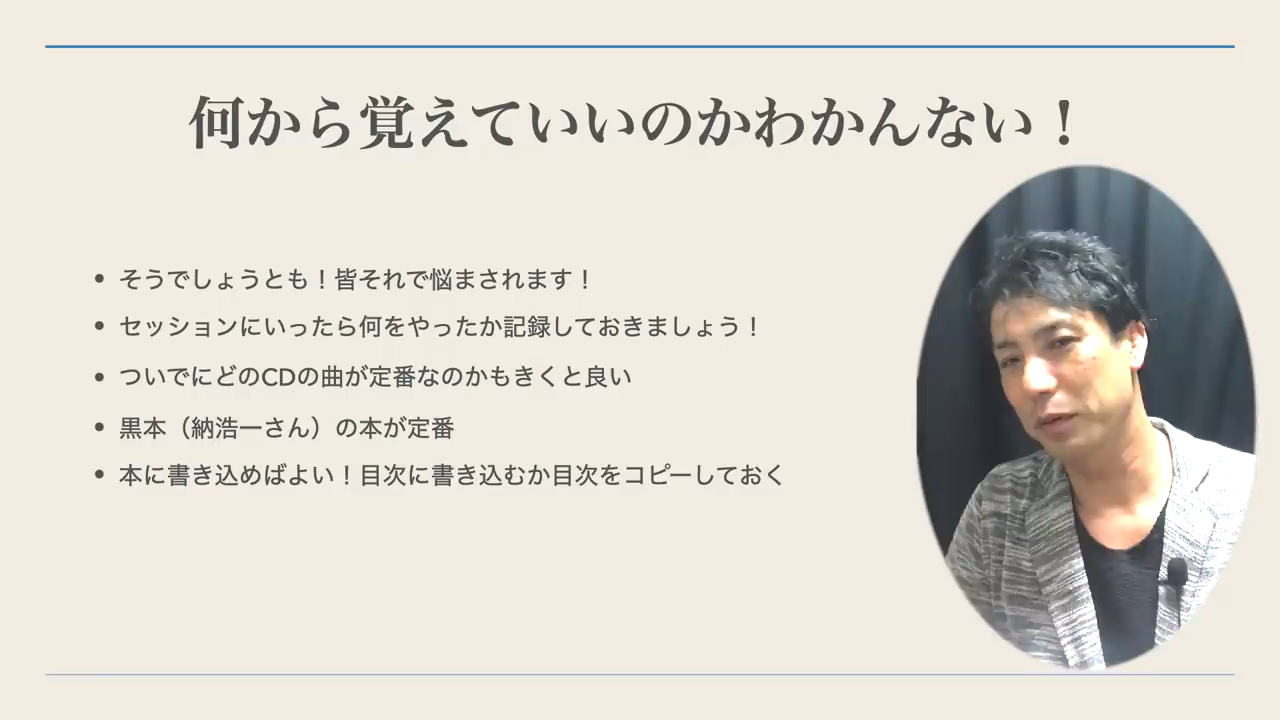 何から覚えていいのかわかんない！
• そうでしょうとも！皆それで悩まされます！
• セッションにいったら何をやったか記録しておきましょう！
• ついでにどのCDの曲が定番なのかもきくと良い
• 黒本（納浩一さん）の本が定番
• 本に書き込めばよい！目次に書き込むか目次をコピーしておく